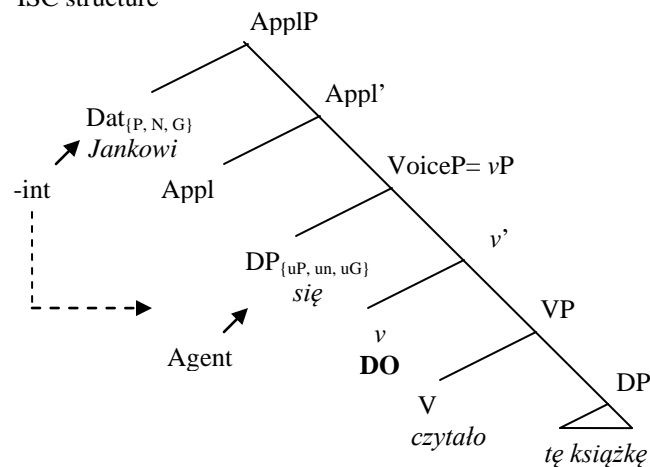 ISC structure
ApplP
Appl’
Dat{P, N, G}
Jankowi
VoiceP= vP
-int
Appl
v’
DP{uP, un, uG}
się
VP
v
Agent
DO
DP
V
czytało
tę książkę